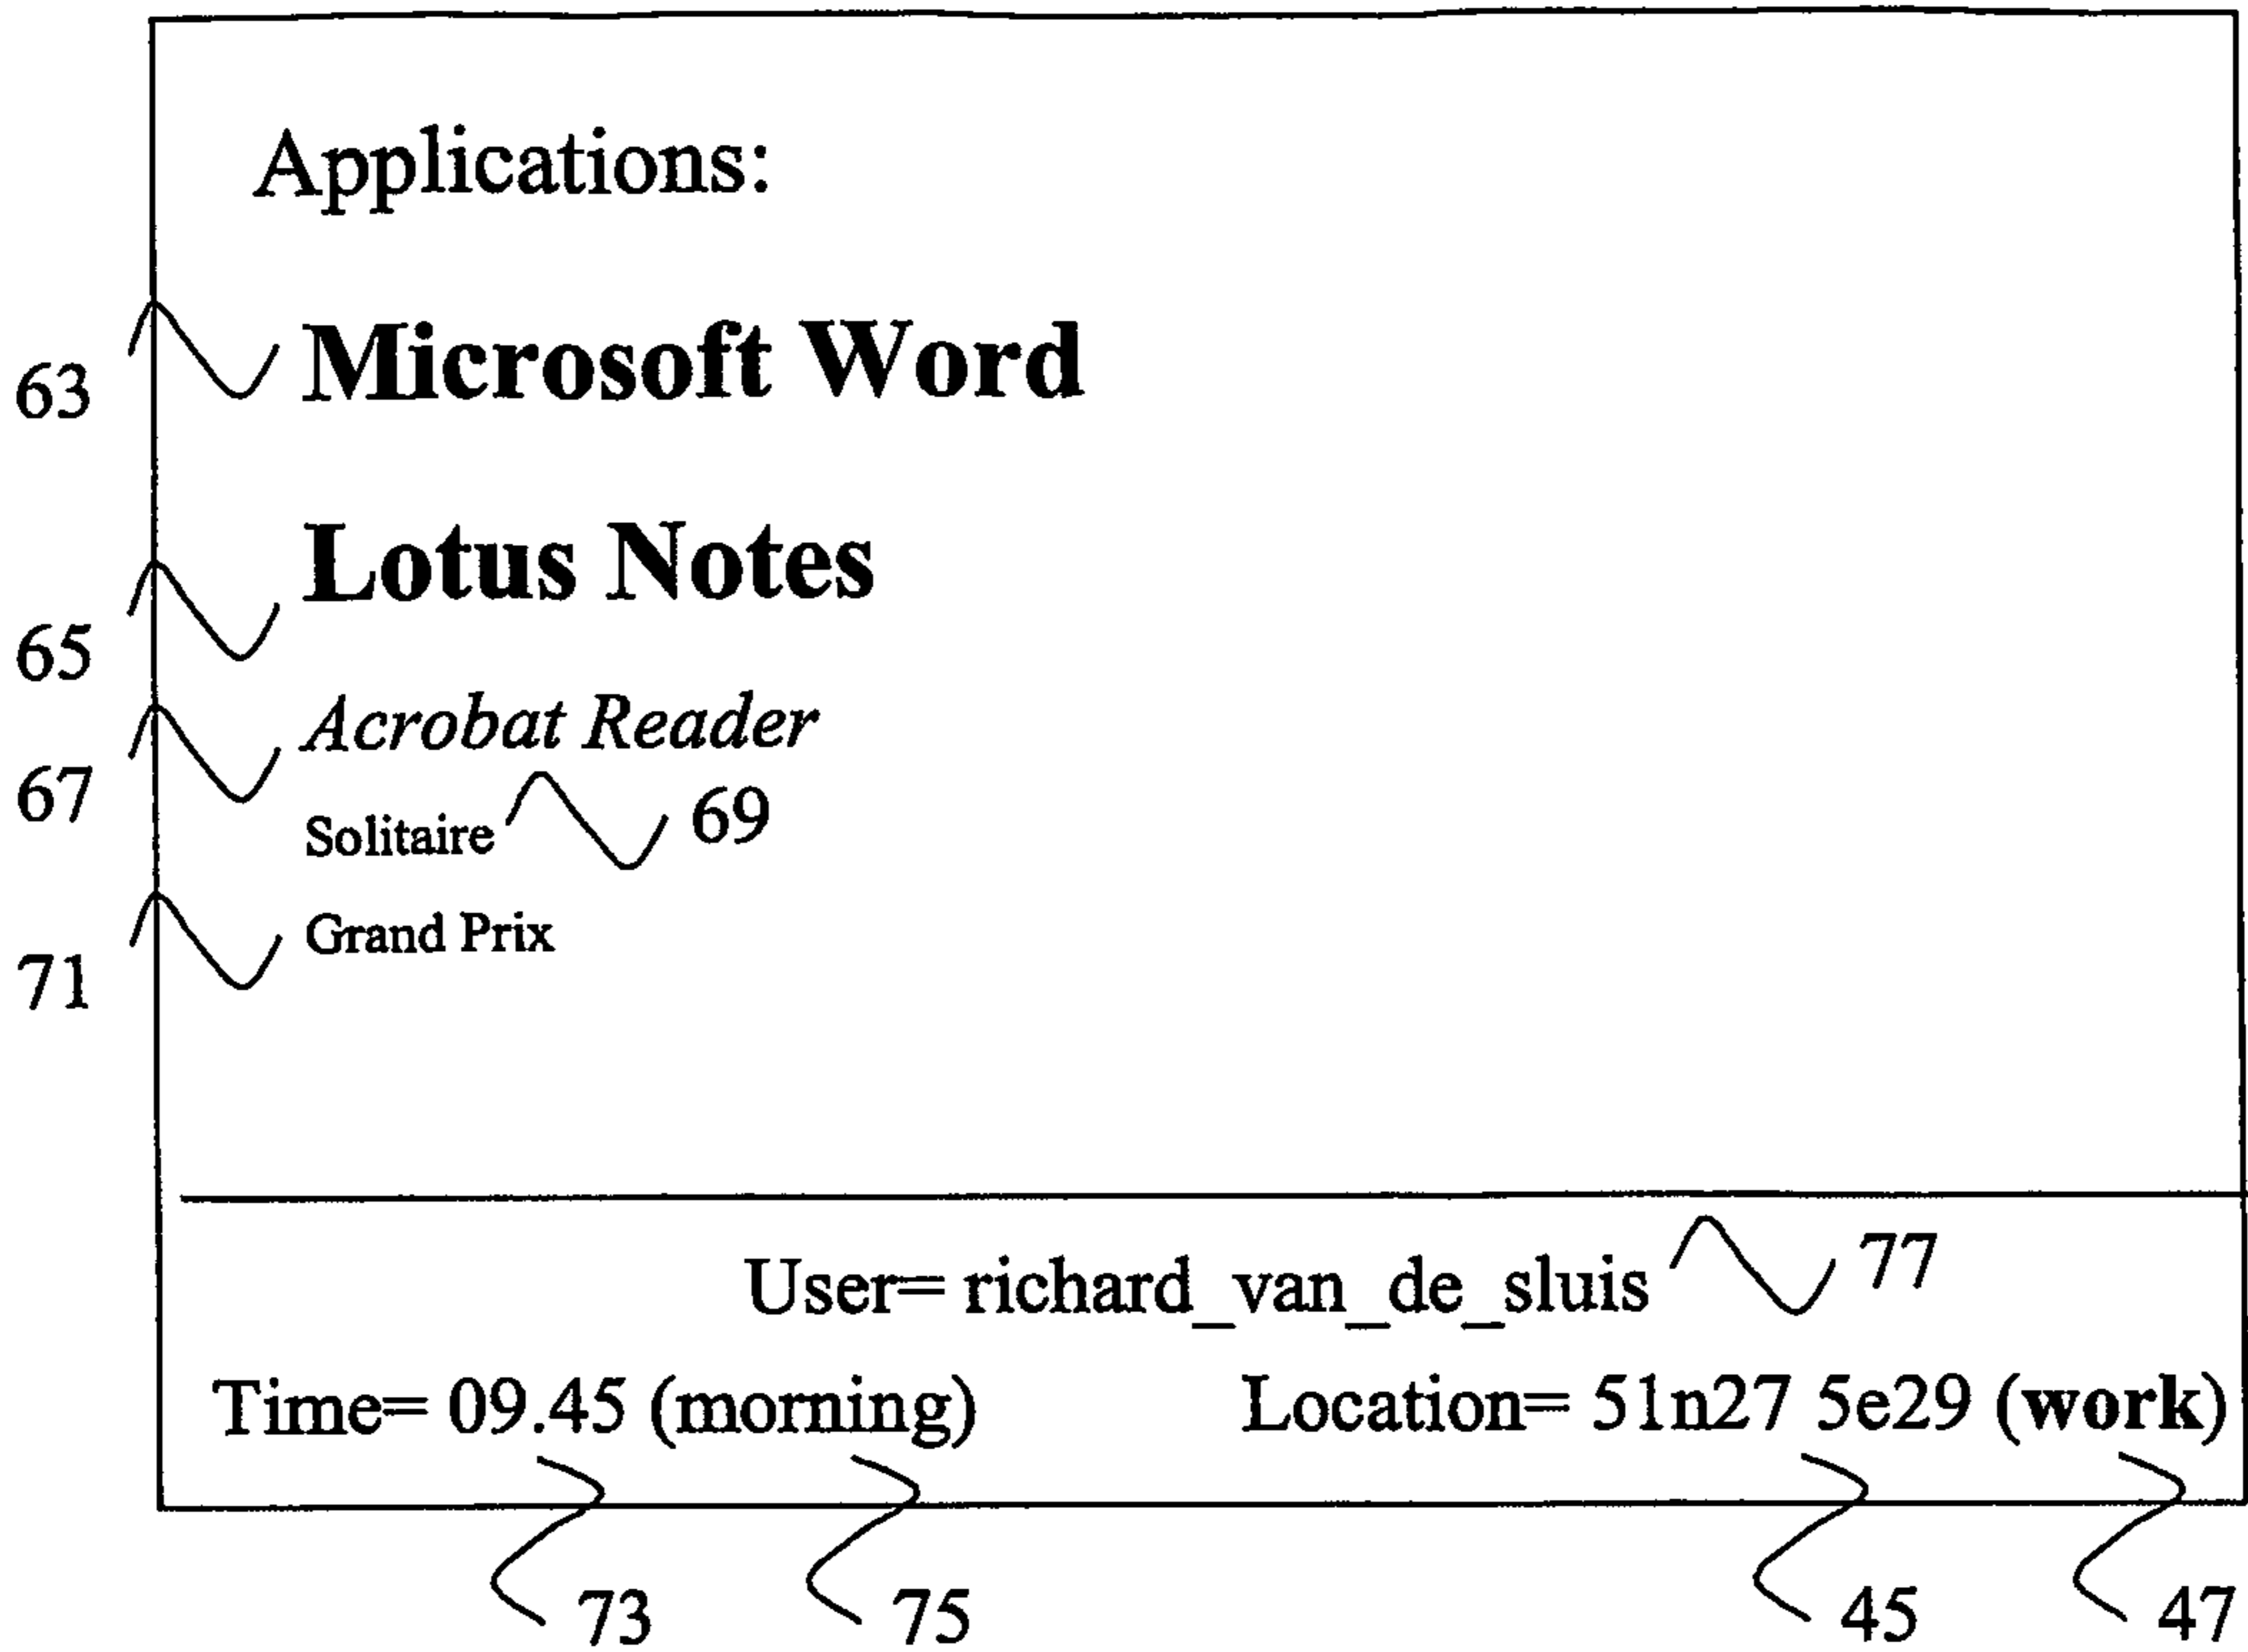 Applications:
63 Microsoft Word
Lotus Notes
65
Acrobat Reader
67
Solitaire 69
Grand Prix
71
User= richard_van_de_sluis 77
Time= 09.45 (morning) Location= 51n27 5e29 (work)
73 75 45 47